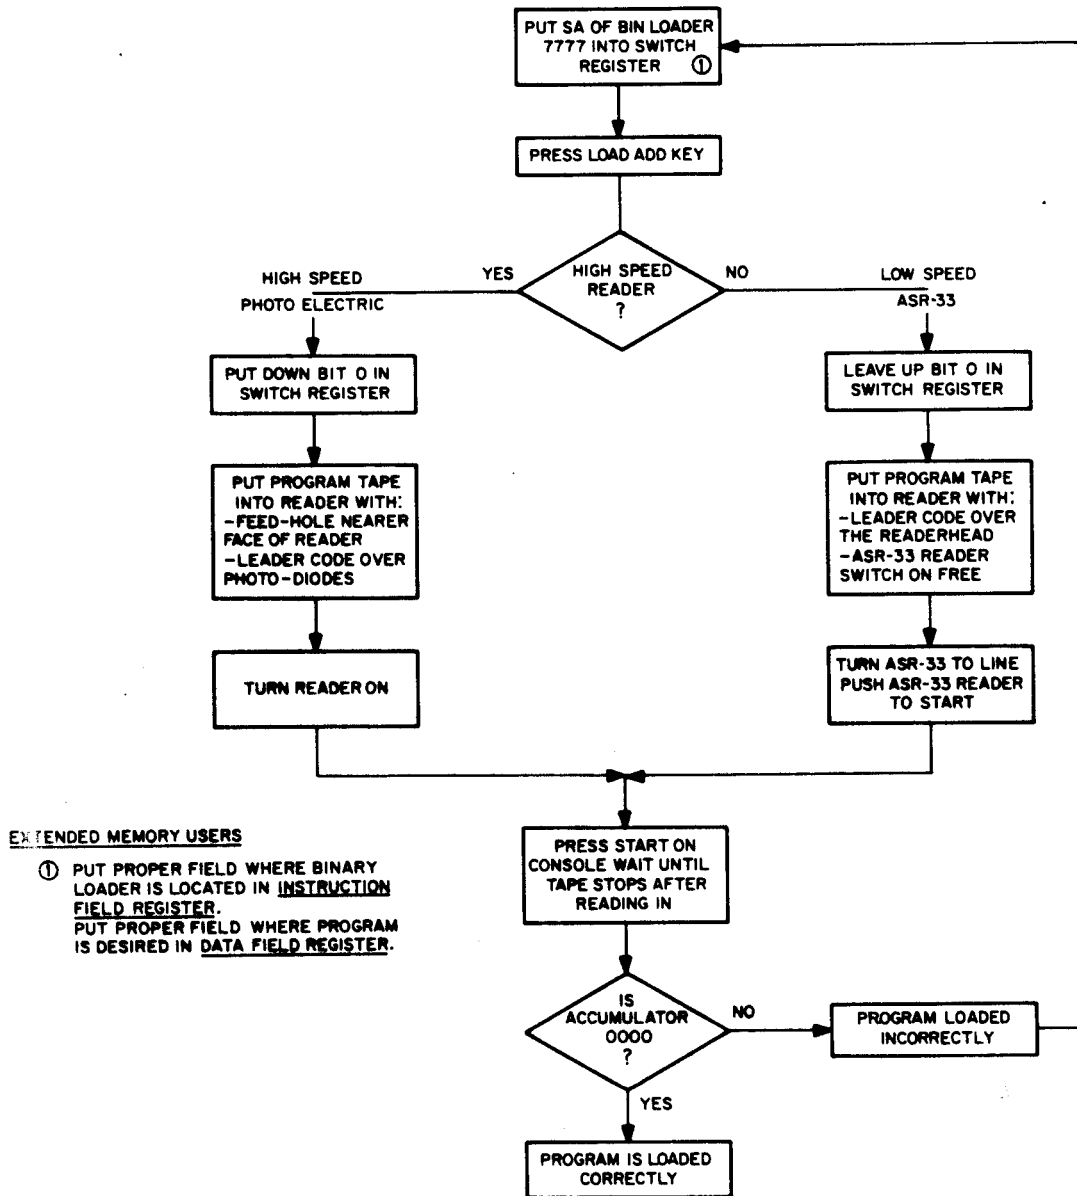 PUT SA OF BIN LOADER
7777 INTO SWITCH
REGISTER ①
PRESS LOAD ADD KEY
HIGH SPEED
READER
?
YES
NO
HIGH SPEED
PHOTO ELECTRIC
LOW SPEED
ASR-33
PUT DOWN BIT 0 IN
SWITCH REGISTER
LEAVE UP BIT 0 IN
SWITCH REGISTER
PUT PROGRAM TAPE
INTO READER WITH:
-FEED-HOLE NEARER
FACE OF READER
-LEADER CODE OVER
PHOTO-DIODES
PUT PROGRAM TAPE
INTO READER WITH:
-LEADER CODE OVER
THE READERHEAD
-ASR-33 READER
SWITCH ON FREE
TURN READER ON
TURN ASR-33 TO LINE
PUSH ASR-33 READER
TO START
EXTENDED MEMORY USERS
① PUT PROPER FIELD WHERE BINARY
LOADER IS LOCATED IN INSTRUCTION
FIELD REGISTER.
PUT PROPER FIELD WHERE PROGRAM
IS DESIRED IN DATA FIELD REGISTER.
PRESS START ON
CONSOLE WAIT UNTIL
TAPE STOPS AFTER
READING IN
IS
ACCUMULATOR
0000
?
NO
PROGRAM LOADED
INCORRECTLY
YES
PROGRAM IS LOADED
CORRECTLY